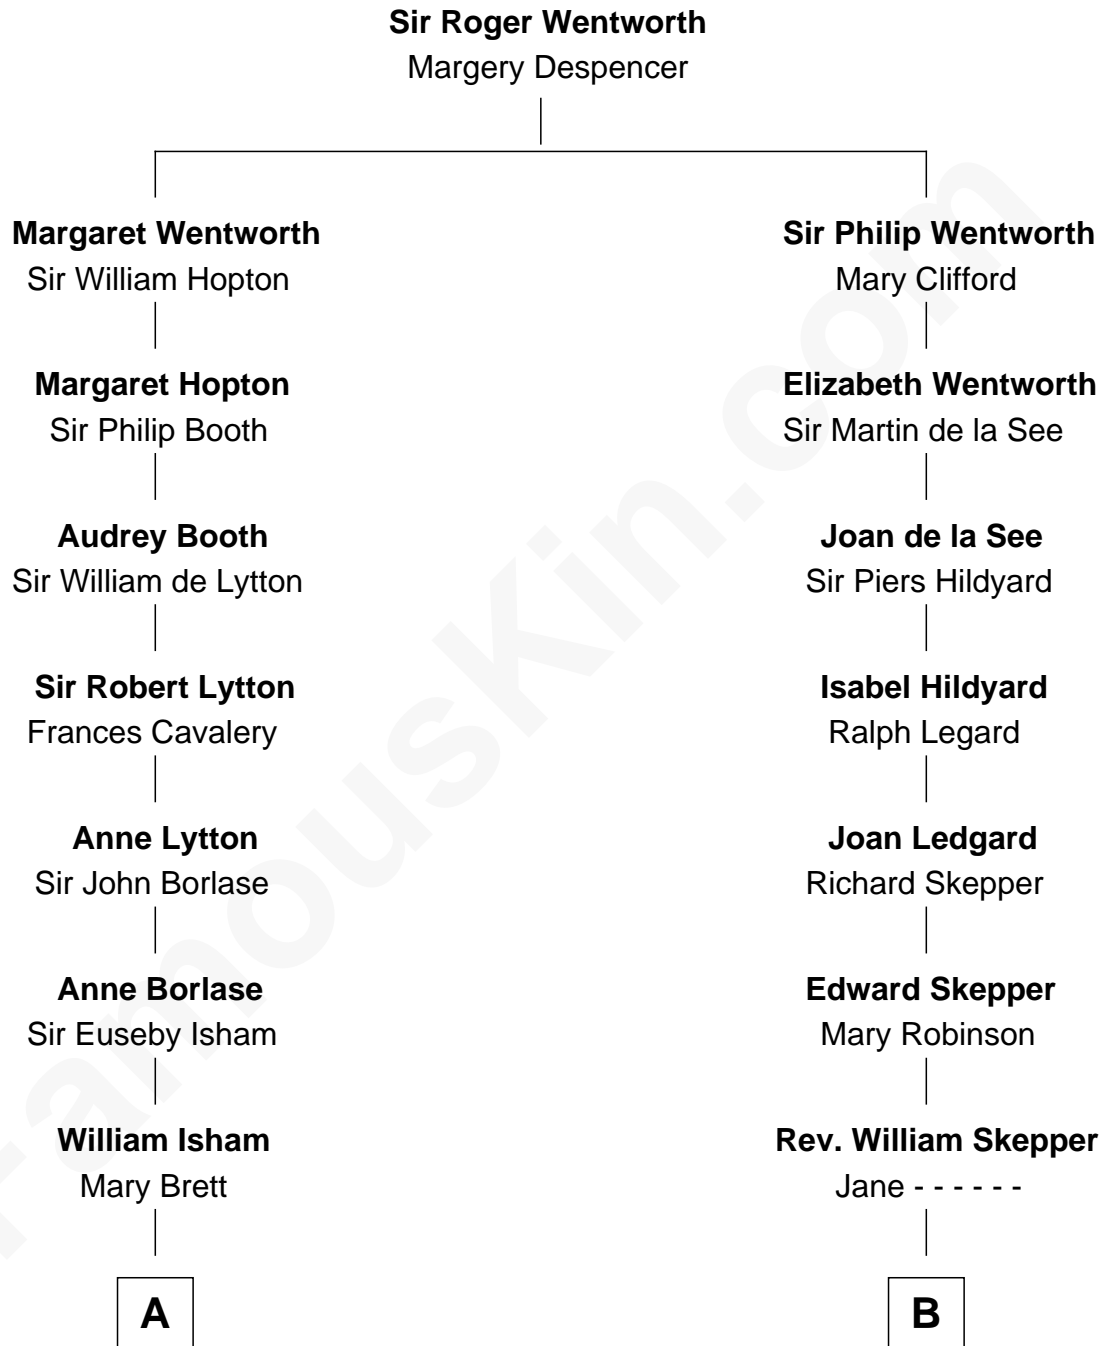 Sir Roger Wentworth
Margery Despencer
Margaret Wentworth
Sir William Hopton
Sir Philip Wentworth
Mary Clifford
Margaret Hopton
Sir Philip Booth
Elizabeth Wentworth
Sir Martin de la See
Audrey Booth
Sir William de Lytton
Joan de la See
Sir Piers Hildyard
Sir Robert Lytton
Frances Cavalery
Isabel Hildyard
Ralph Legard
Anne Lytton
Sir John Borlase
Joan Ledgard
Richard Skepper
Anne Borlase
Sir Euseby Isham
Edward Skepper
Mary Robinson
William Isham
Mary Brett
Rev. William Skepper
Jane - - - - - -
A
B
FamousKin.com